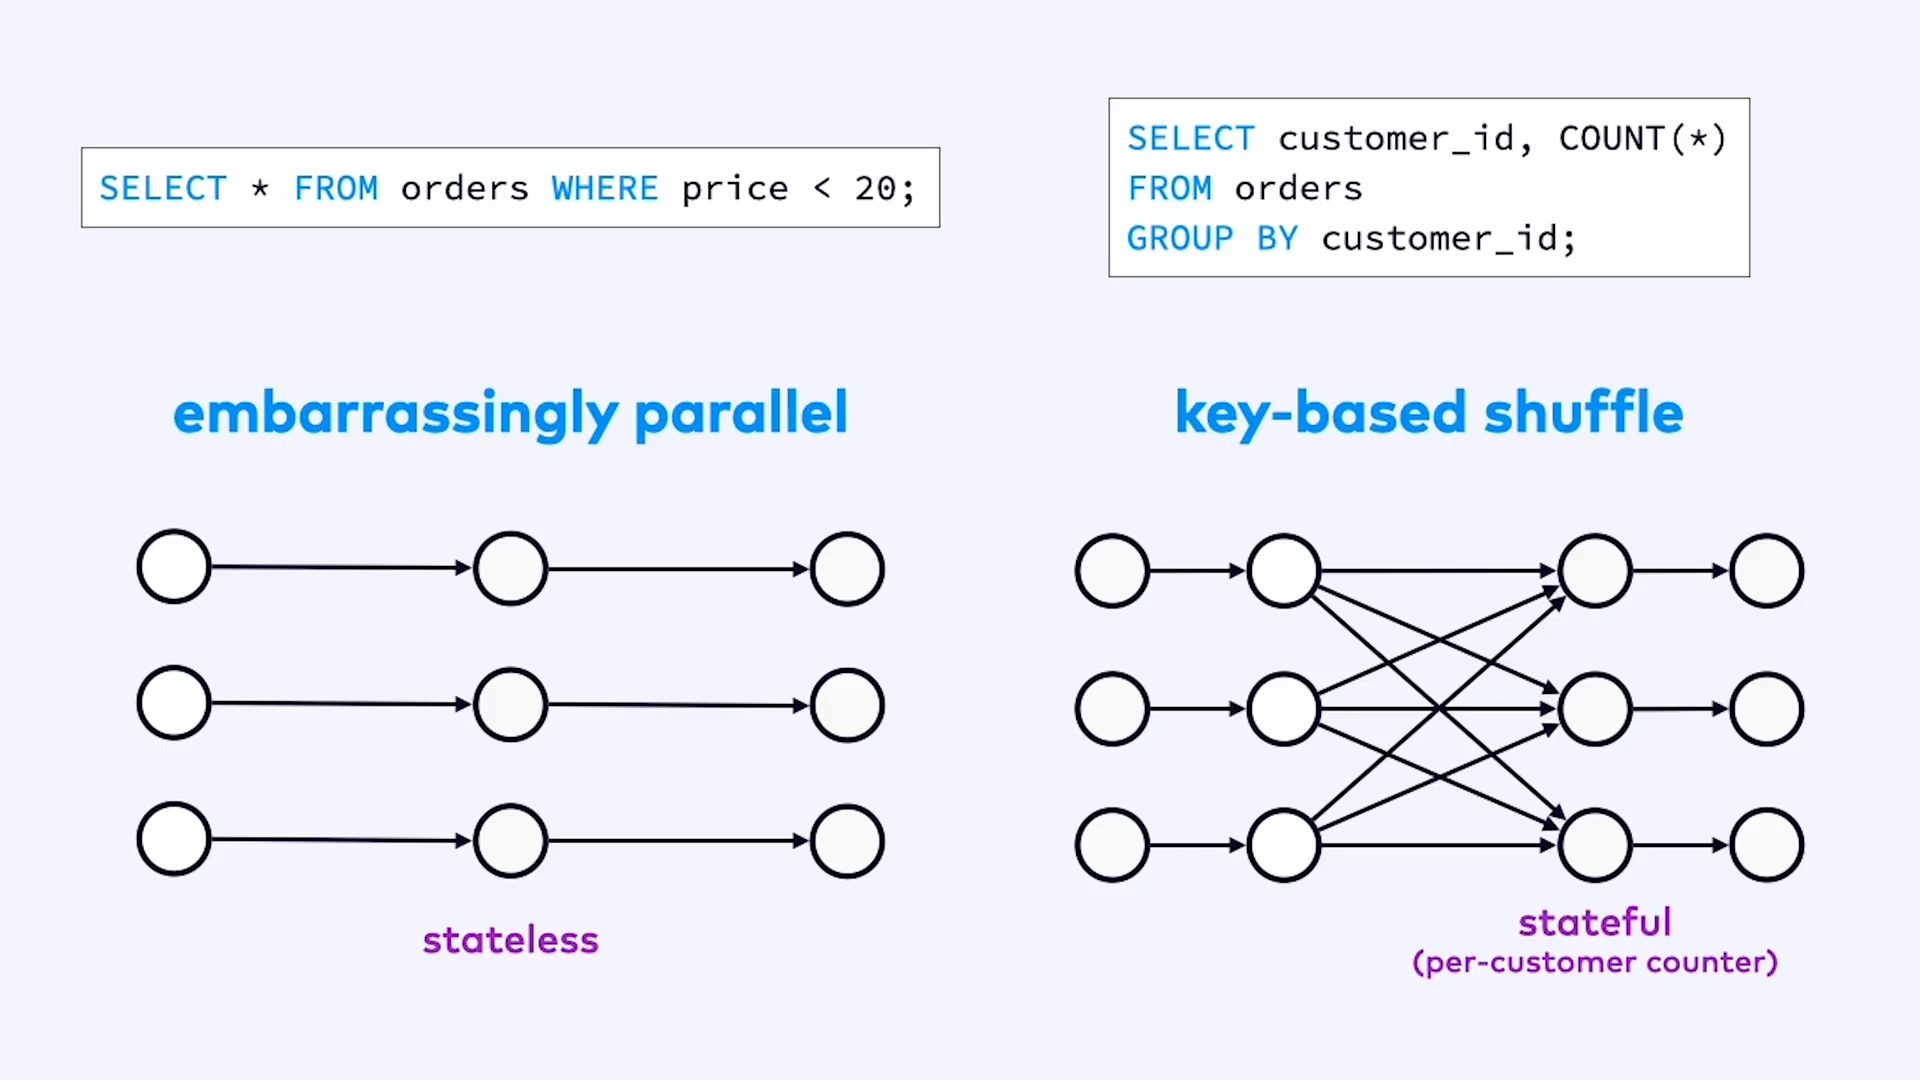 SELECT * FROM orders WHERE price < 20;
embarrassingly parallel
stateless
SELECT customer_id, COUNT(*)
FROM orders
GROUP BY customer_id;
key-based shuffle
stateful
(per-customer counter)